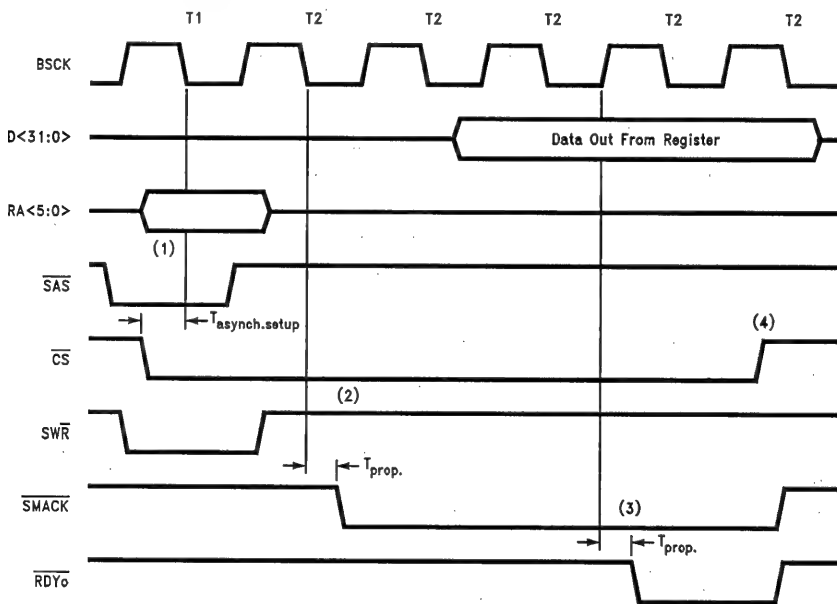 T1 T2 T2 T2 T2 T2
BSCK
D<31:0>
Data Out From Register
RA<5:0>
(1)
SAS
Tasynch.setup
CS
(4)
(2)
SWR
Tprop.
SMACK
(3)
Tprop.
RDYo